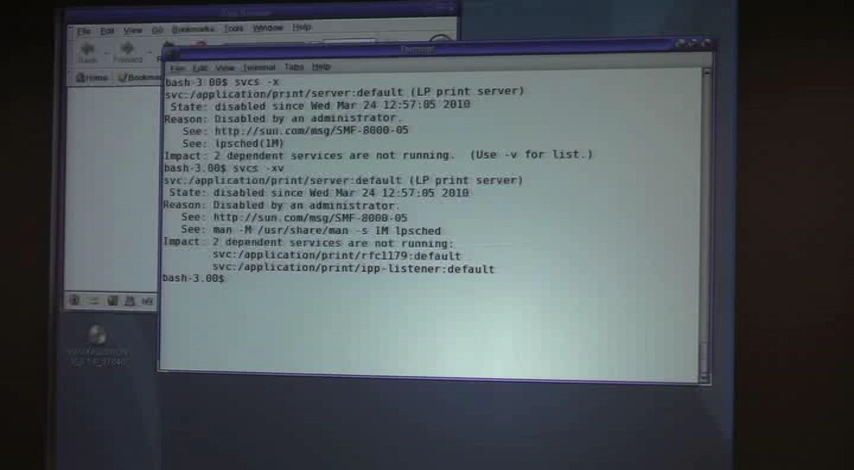 File Edit View Go Bookmarks Tools Window Help
Back Forward
Home Bookmar
Terminal
File Edit View Terminal Tabs Help
bash-3.00$ svcs -x
svc:/application/print/server:default (LP print server)
State: disabled since Wed Mar 24 12:57:05 2010
Reason: Disabled by an administrator.
See: http://sun.com/msg/SMF-8000-05
See: lpsched(1M)
Impact: 2 dependent services are not running. (Use -v for list.)
bash-3.00$ svcs -xv
svc:/application/print/server:default (LP print server)
State: disabled since Wed Mar 24 12:57:05 2010
Reason: Disabled by an administrator.
See: http://sun.com/msg/SMF-8000-05
See: man -M /usr/share/man -s 1M lpsched
Impact: 2 dependent services are not running:
svc:/application/print/rfc1179:default
svc:/application/print/ipp-listener:default
bash-3.00$